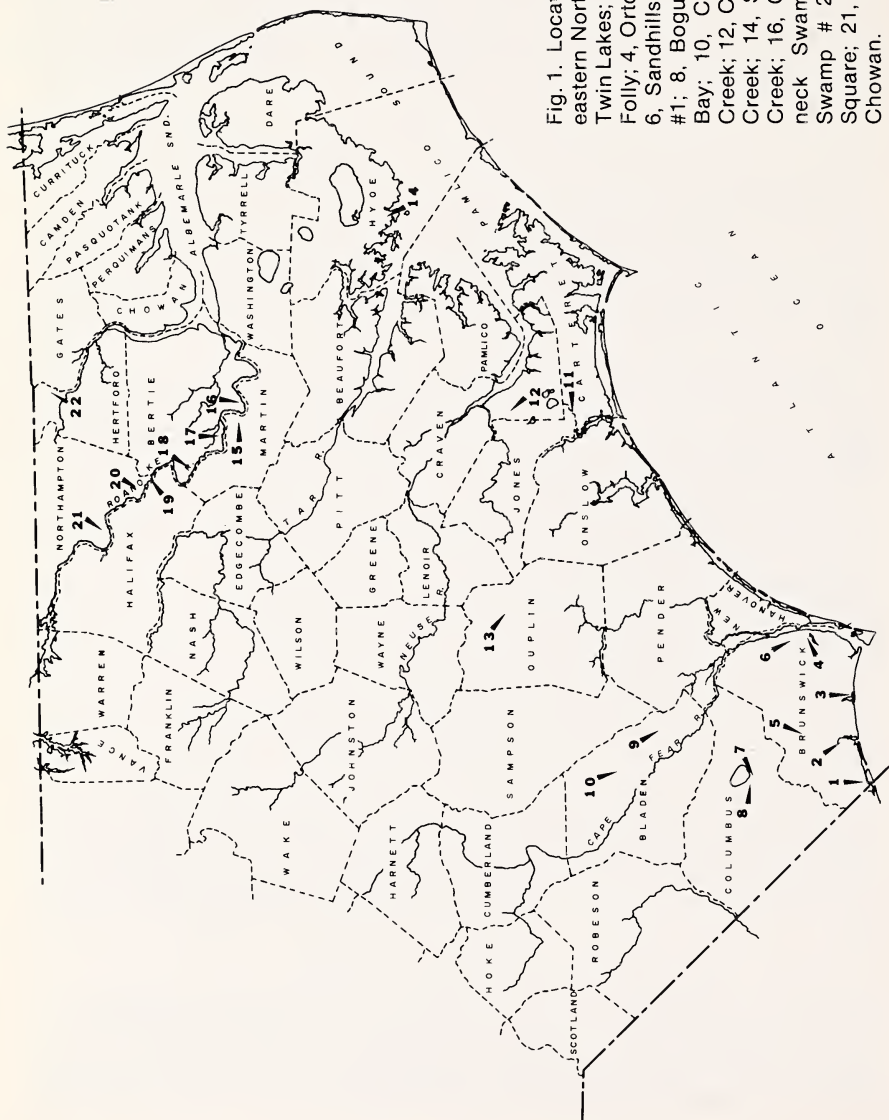 CURRITUCK
CAMDEN
PASQUOTANK
PERQUIMANS
GATES
CHOWAN
ALBEMARLE SND.
DARE
TYRRELL
WASHINGTON
HYDE
14
SOUND
PAMLICO
HERTFORD
BERTIE
22
NORTHAMPTON
20
ROANOKE
18
17
16
15
19
21
MARTIN
HALIFAX
EDGECOMBE
TAR R.
BEAUFORT
PITT
PAMLICO
CRAVEN
CARTERET
12
11
WARREN
VANCE
FRANKLIN
NASH
WILSON
GREENE
LENOIR
JONES
ONSLOW
WAYNE
NEUSE R.
13
DUPLIN
JOHNSTON
WAKE
SAMPSON
PENDER
NEW HANOVER
HARNETT
CUMBERLAND
CAPE FEAR R.
9
10
BLADEN
HOKE
ROBESON
SCOTLAND
COLUMBUS
7
8
BRUNSWICK
6
5
4
3
2
1
ATLANTIC
OCEAN
Fig. 1. Locat
eastern Nort
Twin Lakes;
Folly; 4, Orto
6, Sandhills
#1; 8, Bogu
Bay; 10, C
Creek; 12, C
Creek; 14, S
Creek; 16, C
neck Swam
Swamp # 2
Square; 21,
Chowan.